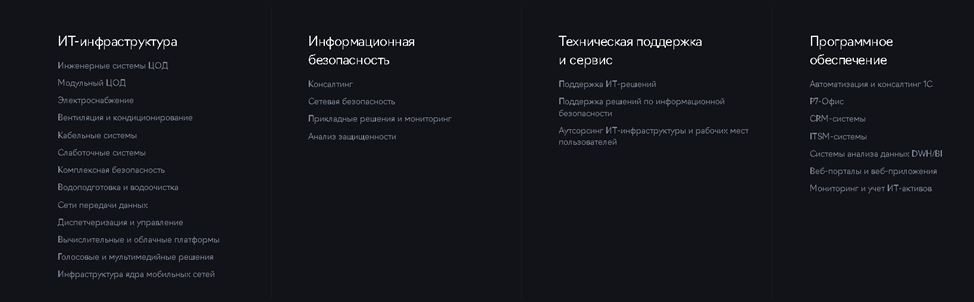 ИТ-инфраструктура
Инженерные системы ЦОД
Модульный ЦОД
Электроснабжение
Вентиляция и кондиционирование
Кабельные системы
Слаботочные системы
Комплексная безопасность
Водоподготовка и водоочистка
Сети передачи данных
Диспетчеризация и управление
Вычислительные и облачные платформы
Голосовые и мультимедийные решения
Инфраструктура ядра мобильных сетей
Информационная
безопасность
Консалтинг
Сетевая безопасность
Прикладные решения и мониторинг
Анализ защищенности
Техническая поддержка
и сервис
Поддержка ИТ-решений
Поддержка решений по информационной
безопасности
Аутсорсинг ИТ-инфраструктуры и рабочих мест
пользователей
Программное
обеспечение
Автоматизация и консалтинг 1С
Р7-Офис
CRM-системы
ITSM-системы
Системы анализа данных DWH/BI
Веб-порталы и веб-приложения
Мониторинг и учет ИТ-активов